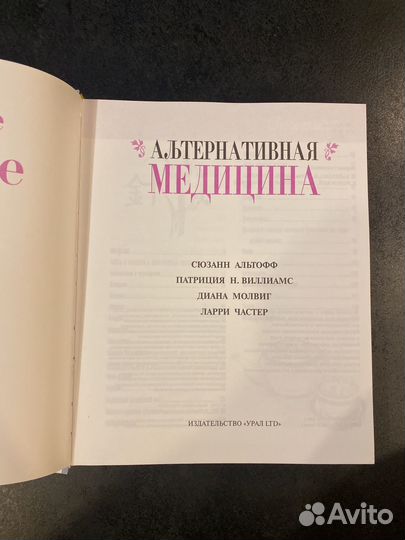 е
е
АЛЬТЕРНАТИВНАЯ
МЕДИЦИНА
СЮЗАНН АЛЬТОФФ
ПАТРИЦИЯ Н. ВИЛЛИАМС
ДИАНА МОЛВИГ
ЛАРРИ ЧАСТЕР
ИЗДАТЕЛЬСТВО «УРАЛ LTD»
Avito